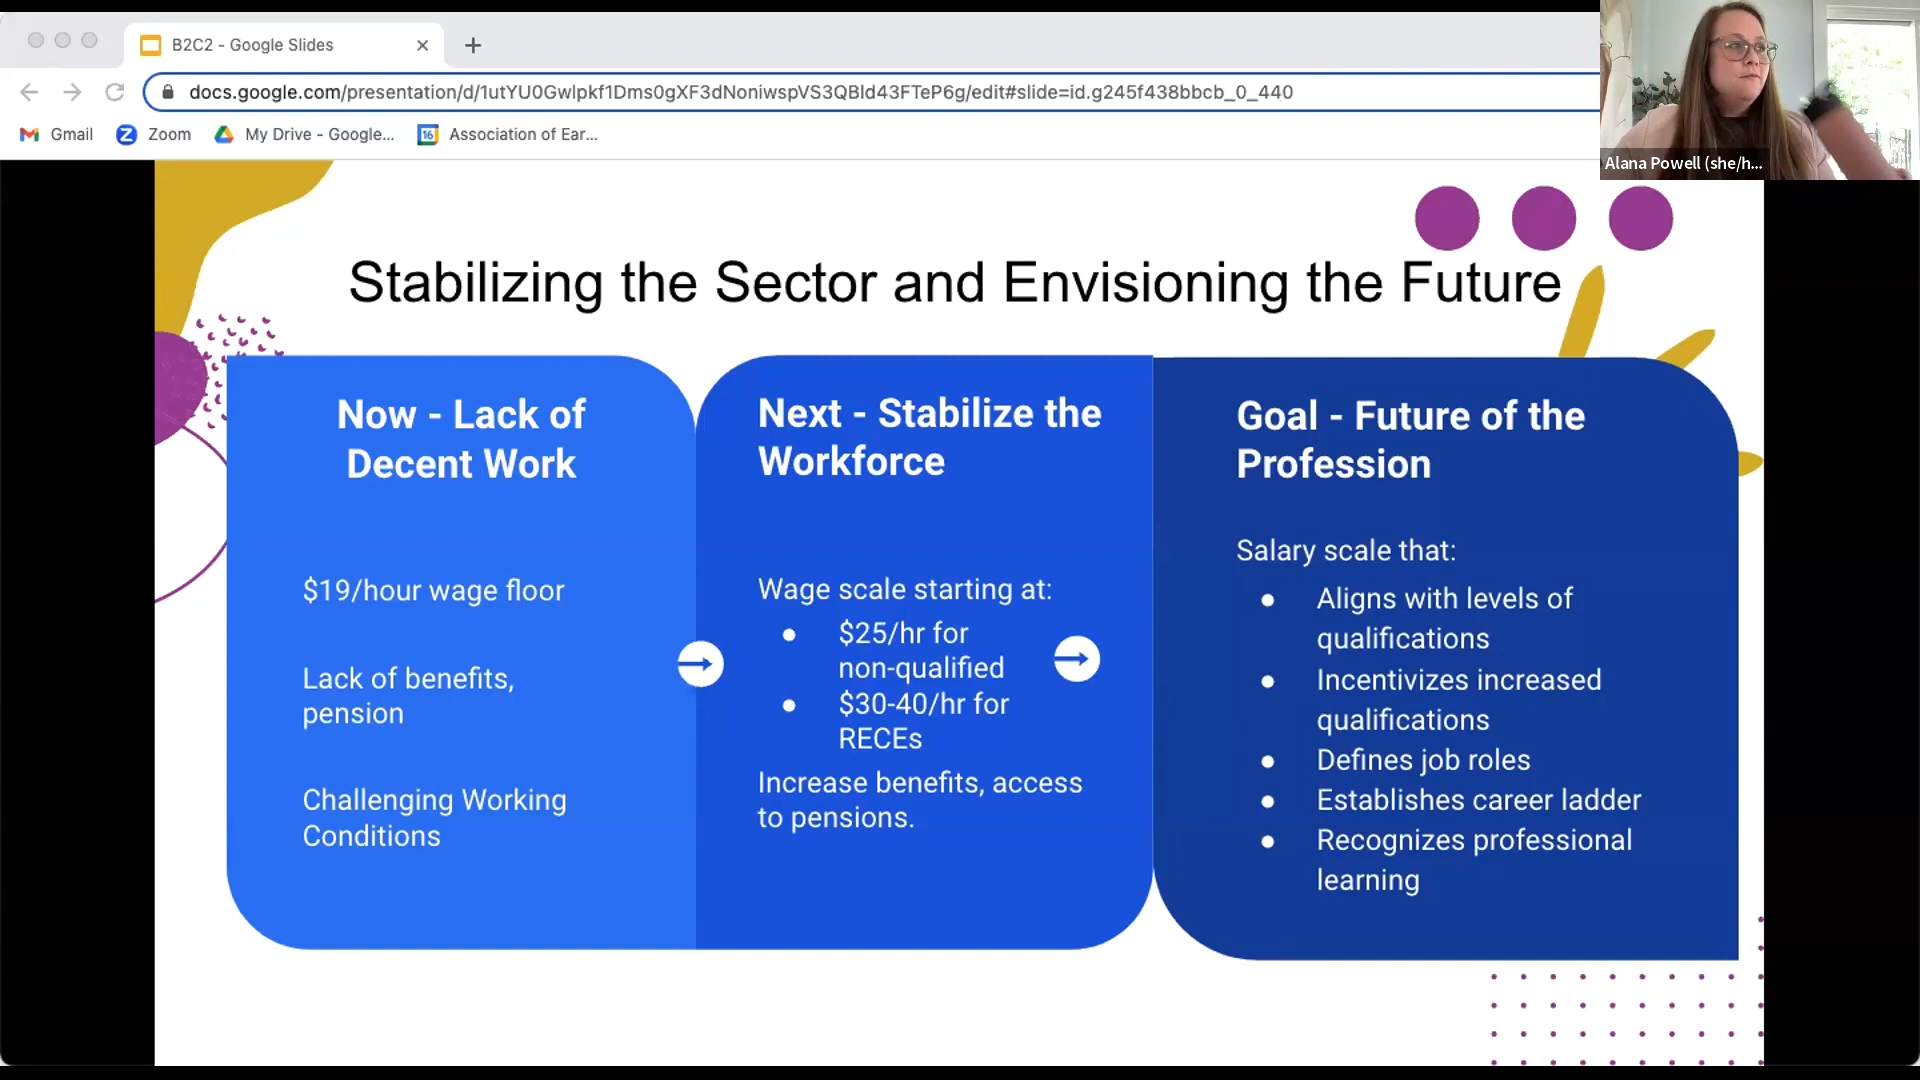 B2C2 - Google Slides
docs.google.com/presentation/d/1utYU0Gwlpkf1Dms0gXF3dNoniwspVS3QBld43FTeP6g/edit#slide=id.g245f438bbcb_0_440
Gmail
Zoom
My Drive - Google...
16
Association of Ear...
Alana Powell (she/h...
Stabilizing the Sector and Envisioning the Future
Now - Lack of
Decent Work
$19/hour wage floor
Lack of benefits,
pension
Challenging Working
Conditions
Next - Stabilize the
Workforce
Wage scale starting at:
● $25/hr for
non-qualified
● $30-40/hr for
RECEs
Increase benefits, access
to pensions.
Goal - Future of the
Profession
Salary scale that:
● Aligns with levels of
qualifications
● Incentivizes increased
qualifications
● Defines job roles
● Establishes career ladder
● Recognizes professional
learning